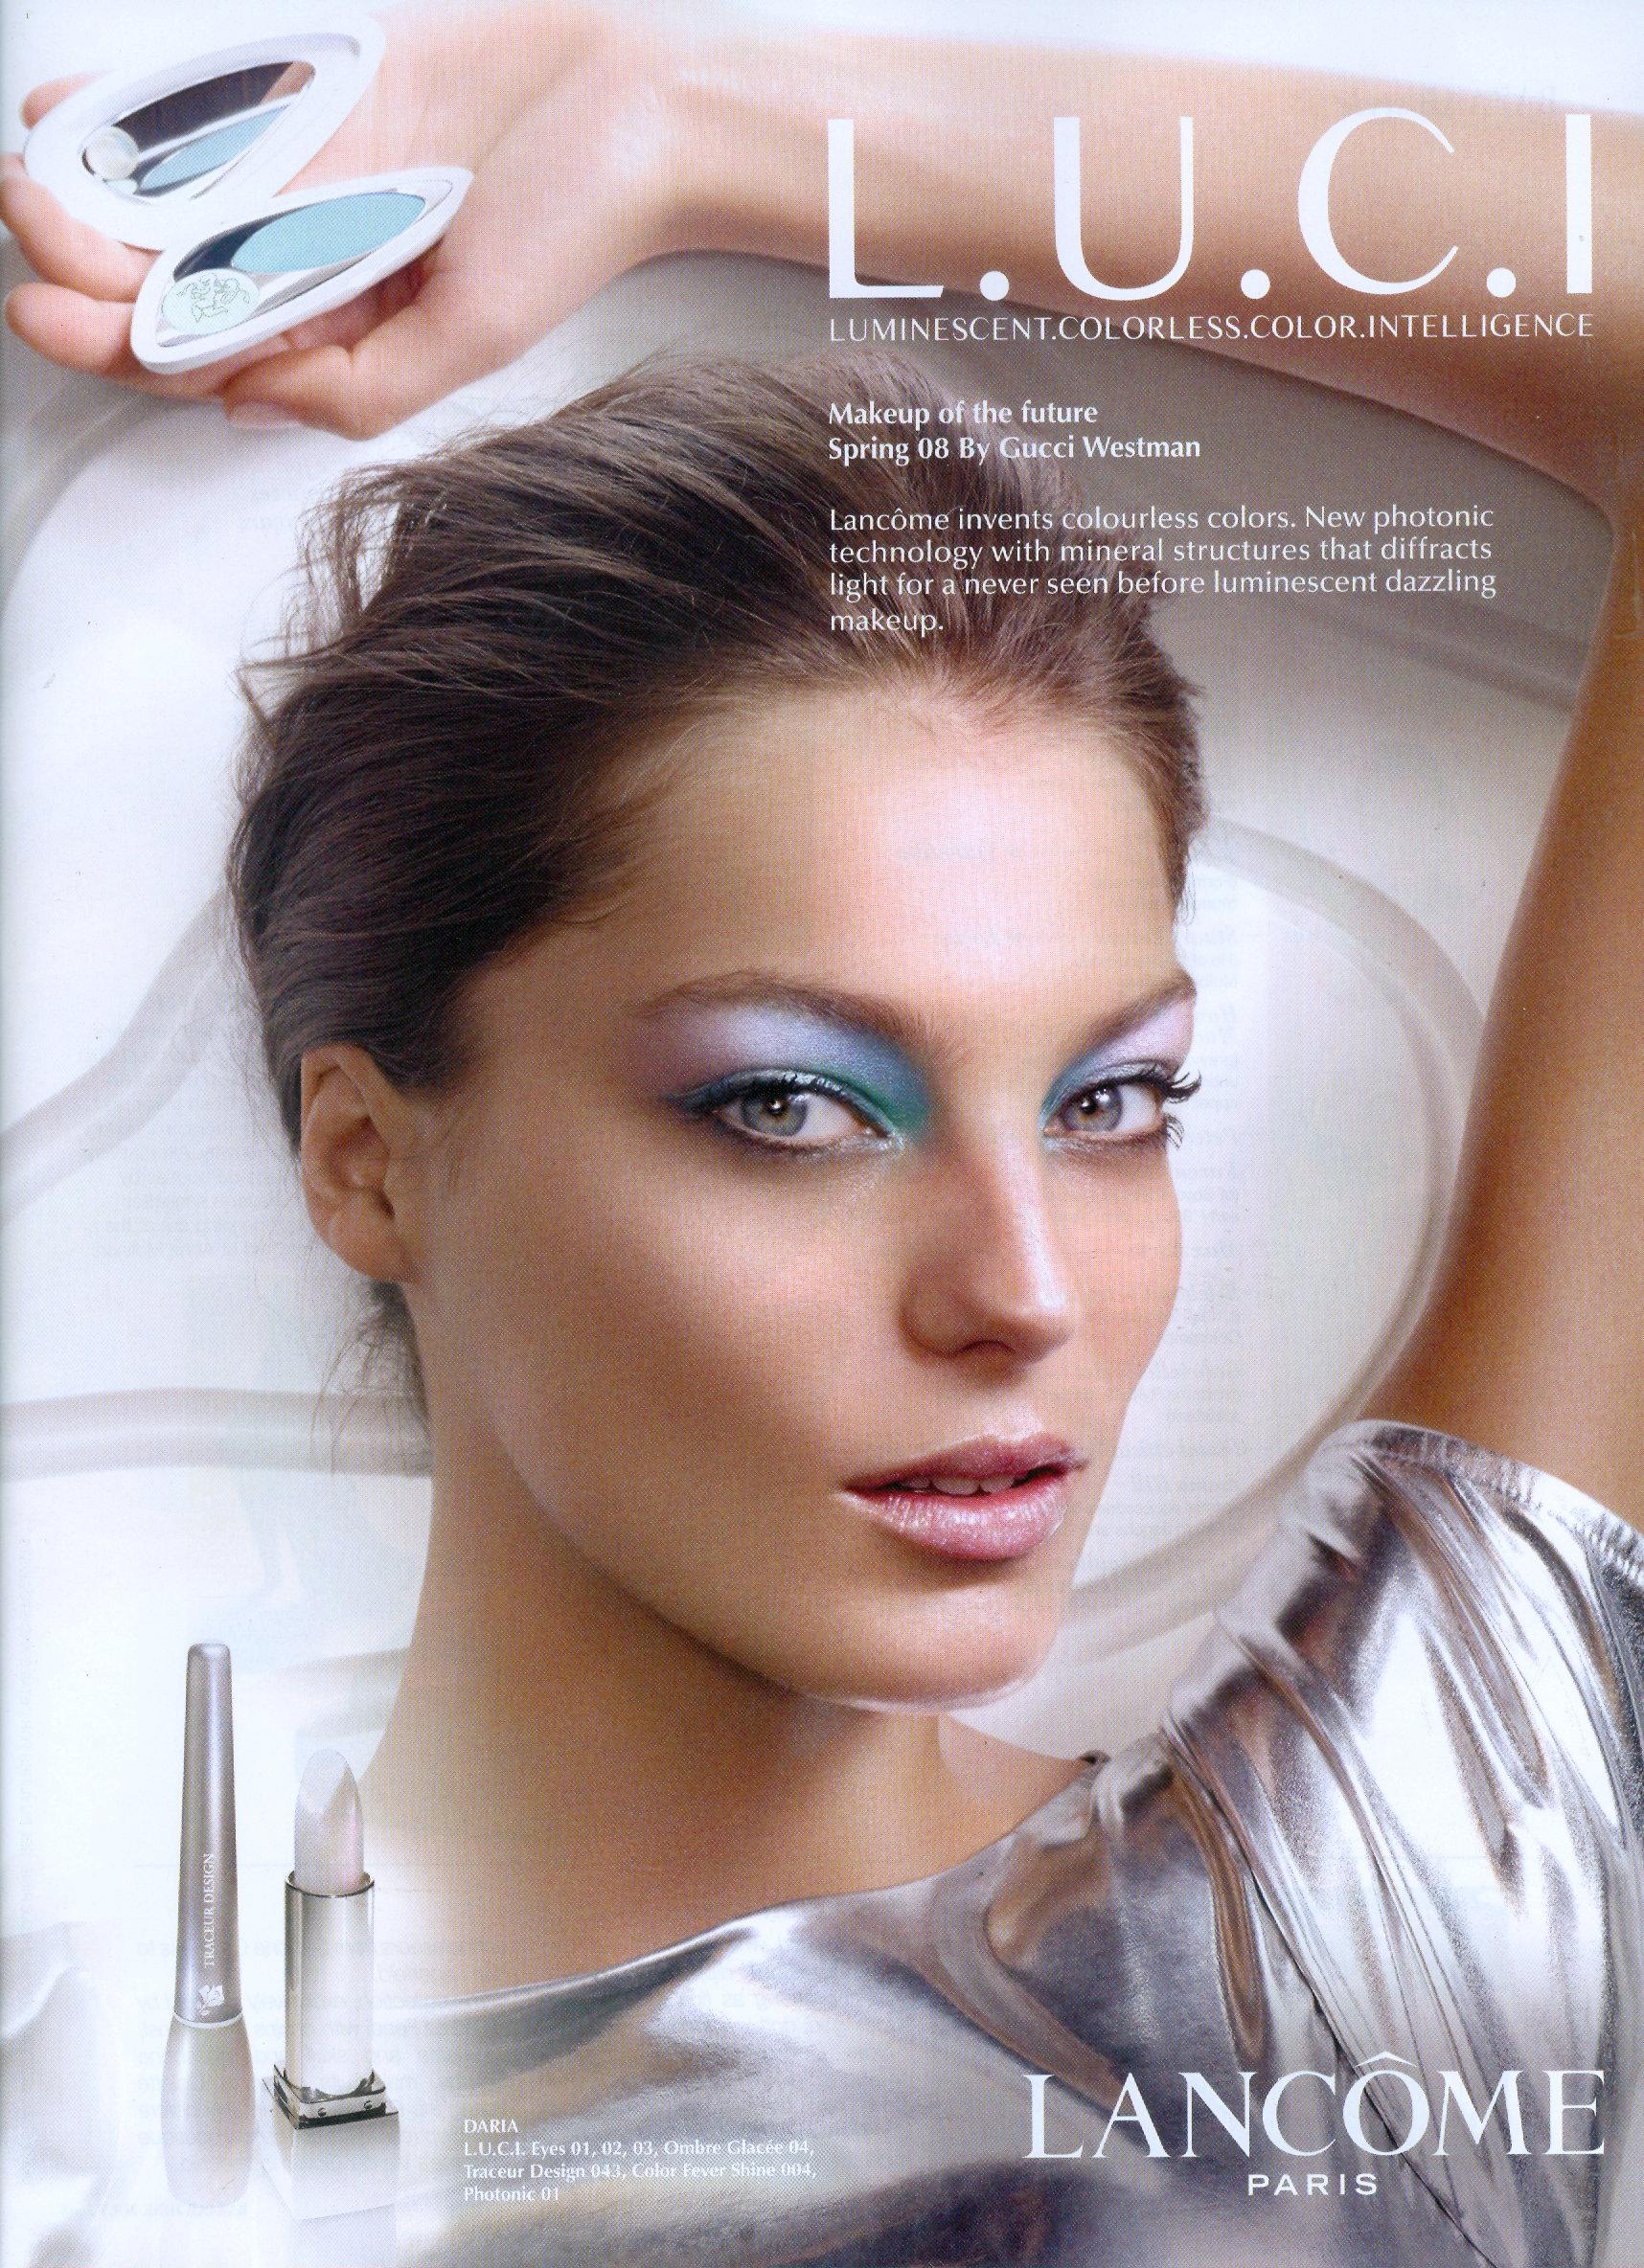 L.U.C.I
LUMINESCENT.COLORLESS.COLOR.INTELLIGENCE
Makeup of the future
Spring 08 By Gucci Westman
Lancôme invents colourless colors. New photonic
technology with mineral structures that diffracts
light for a never seen before luminescent dazzling
makeup.
TRACEUR DESIGN
DARIA
L.U.C.I. Eyes 01, 02, 03, Ombre Glacée 04,
Traceur Design 043, Color Fever Shine 004,
Photonic 01
LANCÔME
PARIS